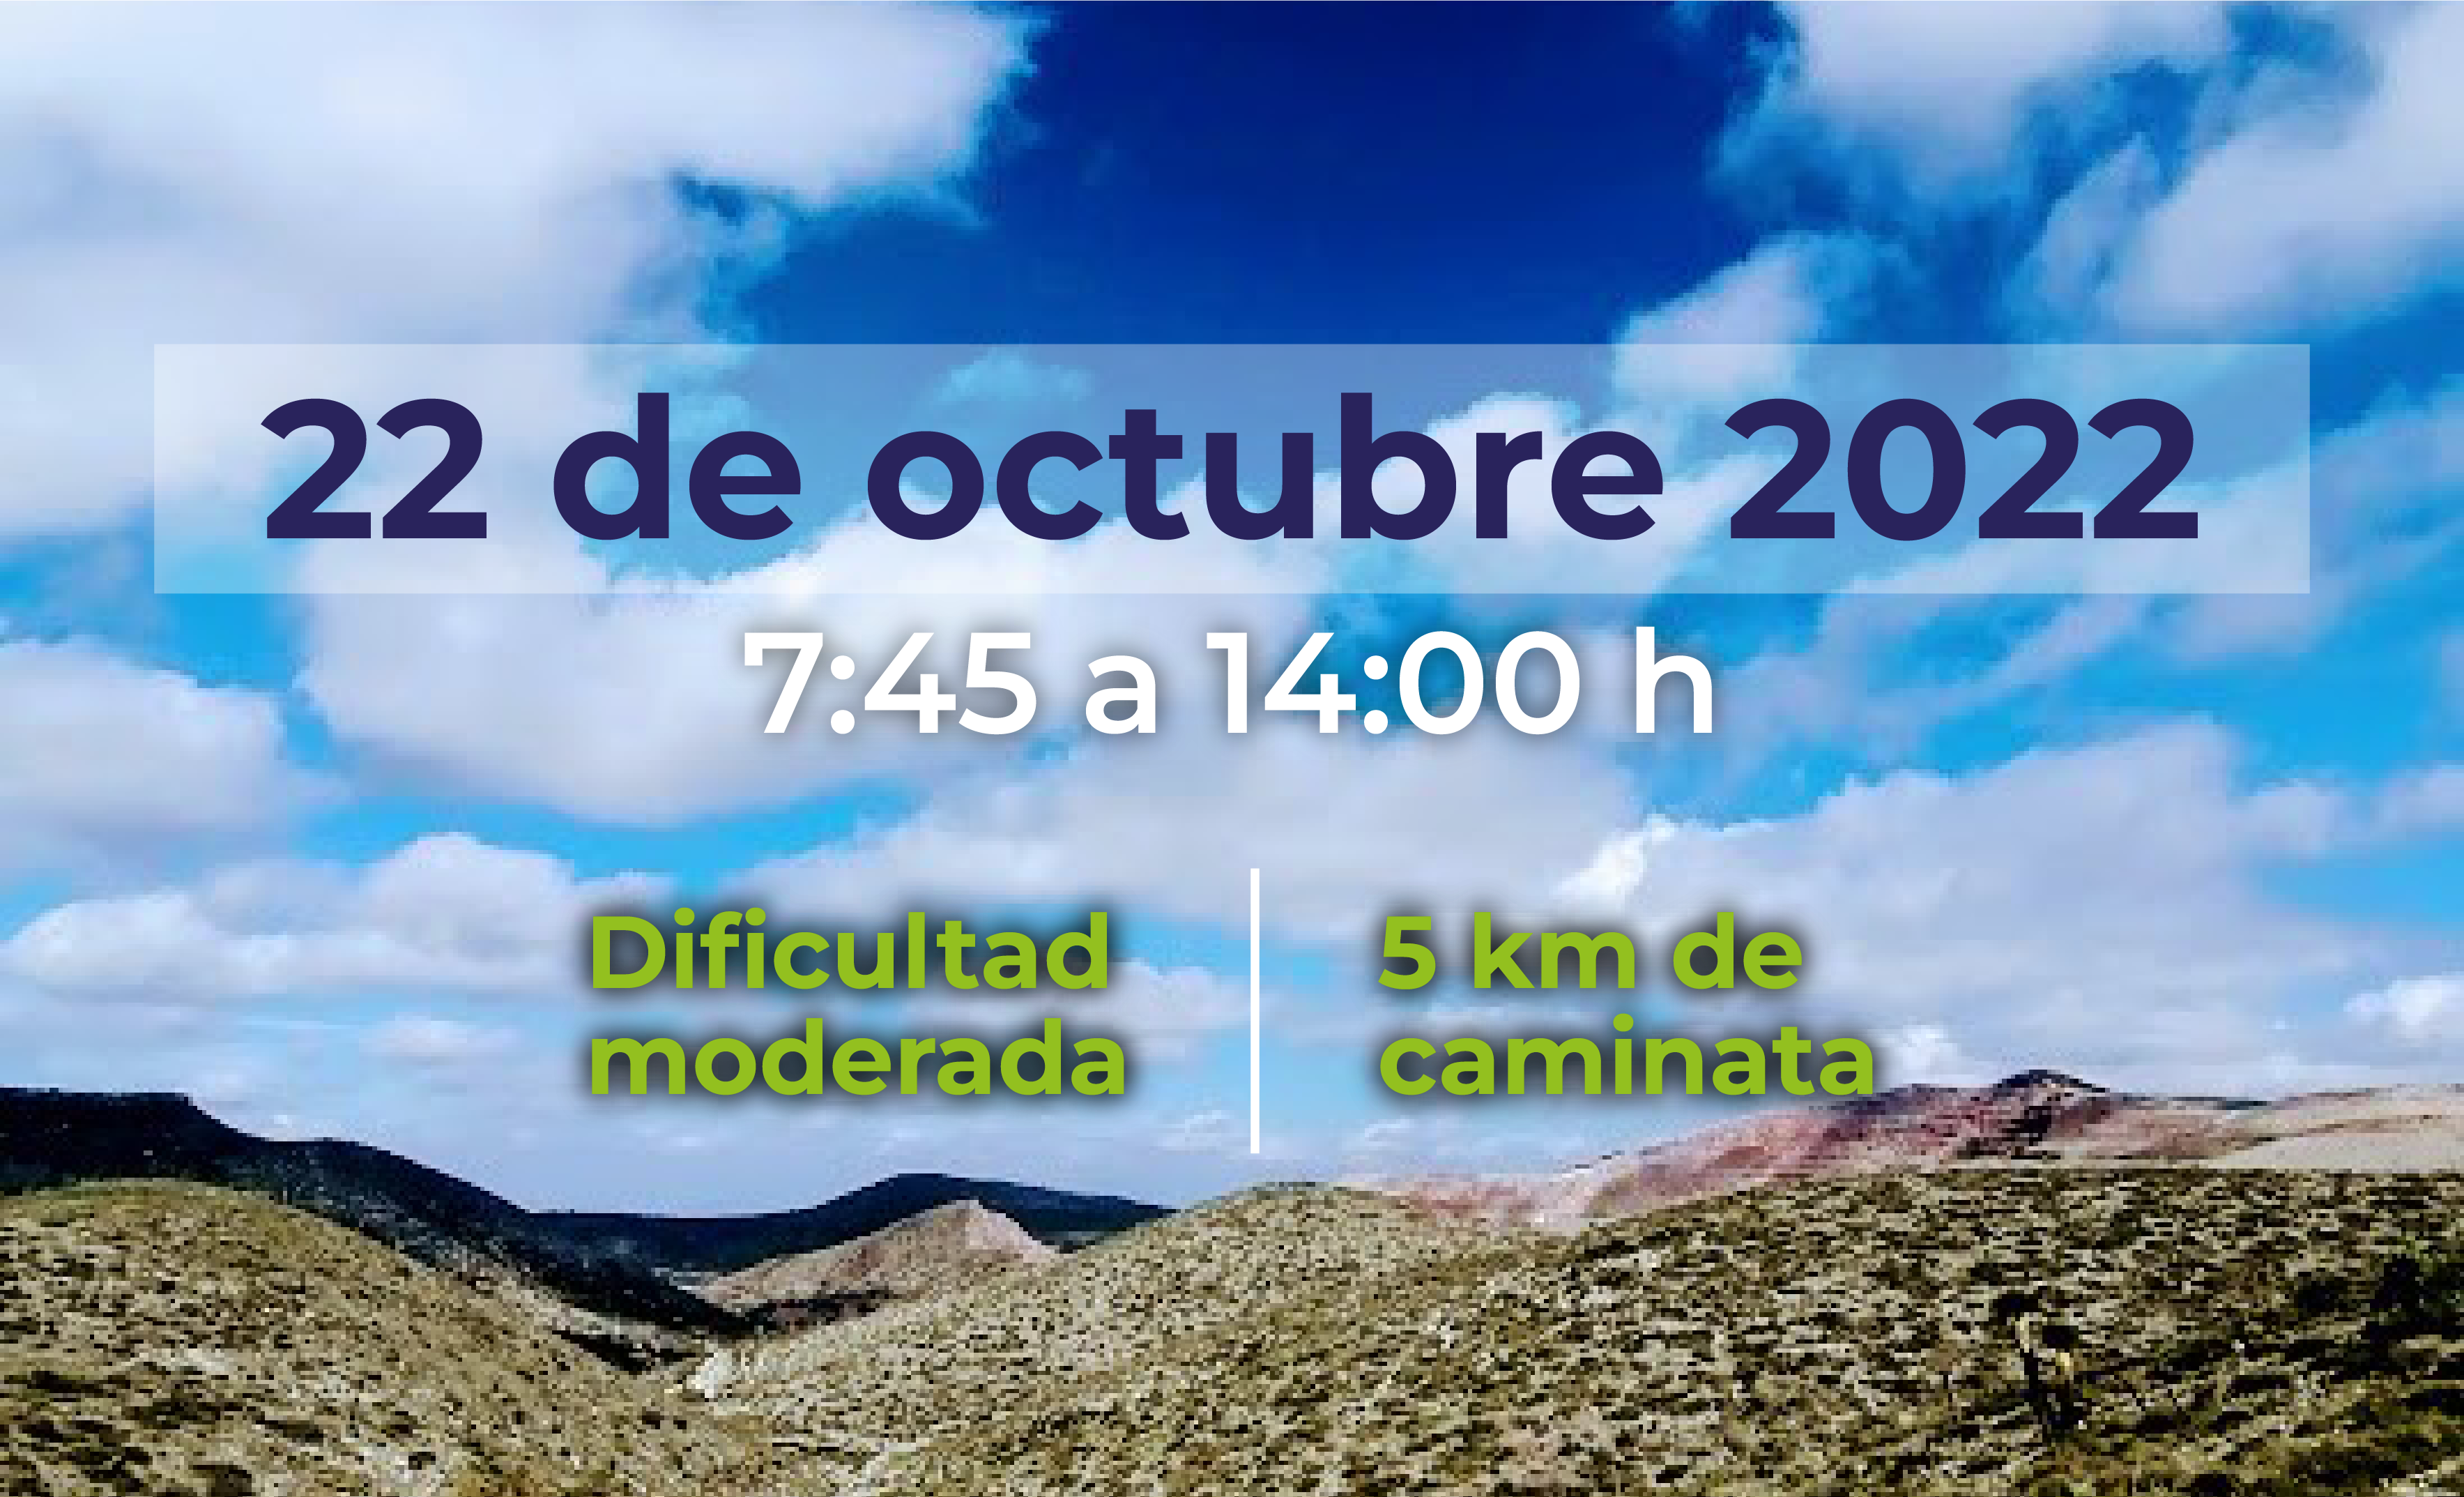 22 de octubre 2022
7:45 a 14:00 h
Dificultad
moderada
5 km de
caminata